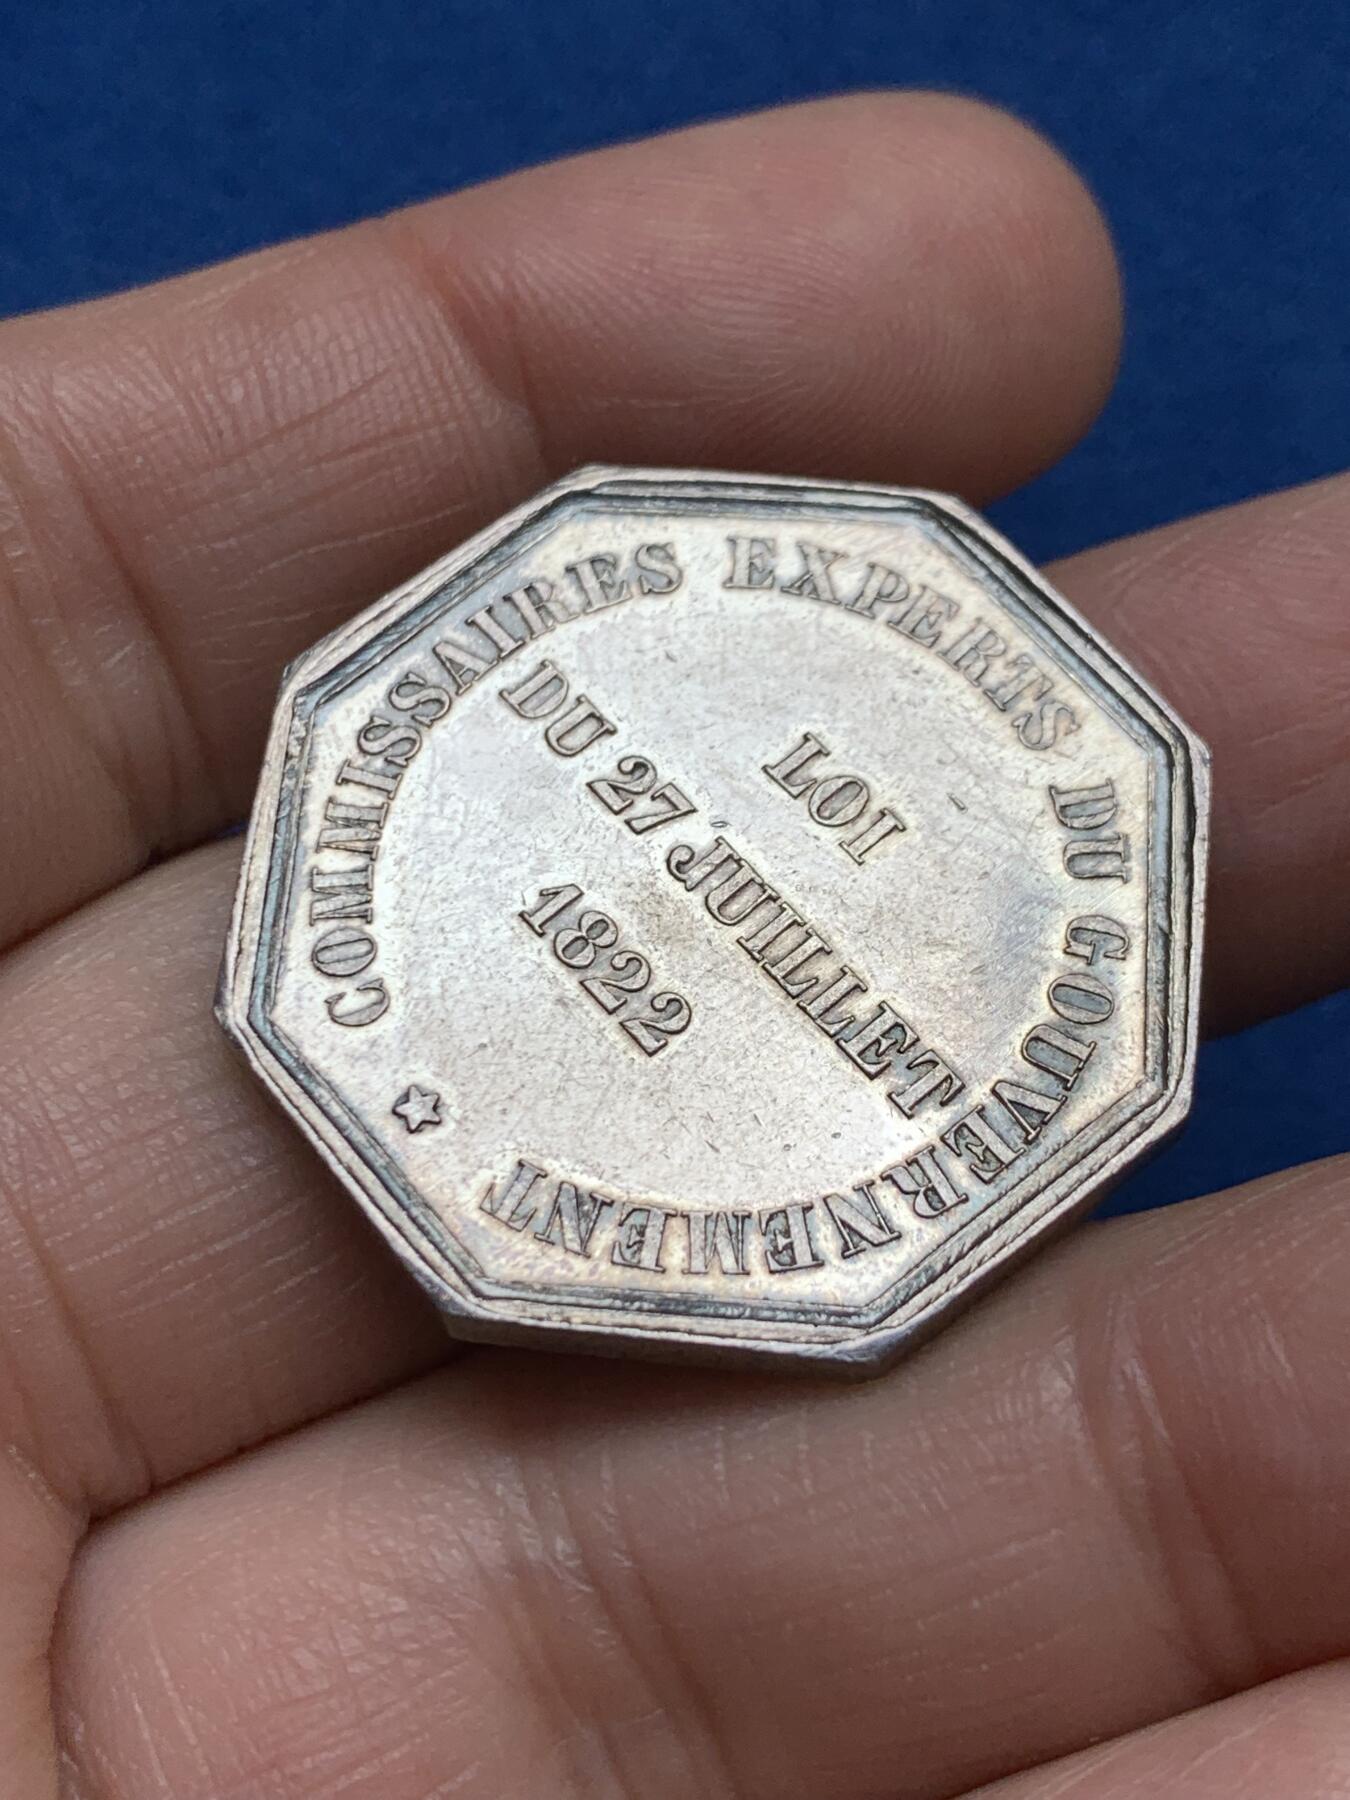 COMMISSAIRES EXPERTS DU GOUVERNEMENT
LOI
DU 27 JUILLET
1822